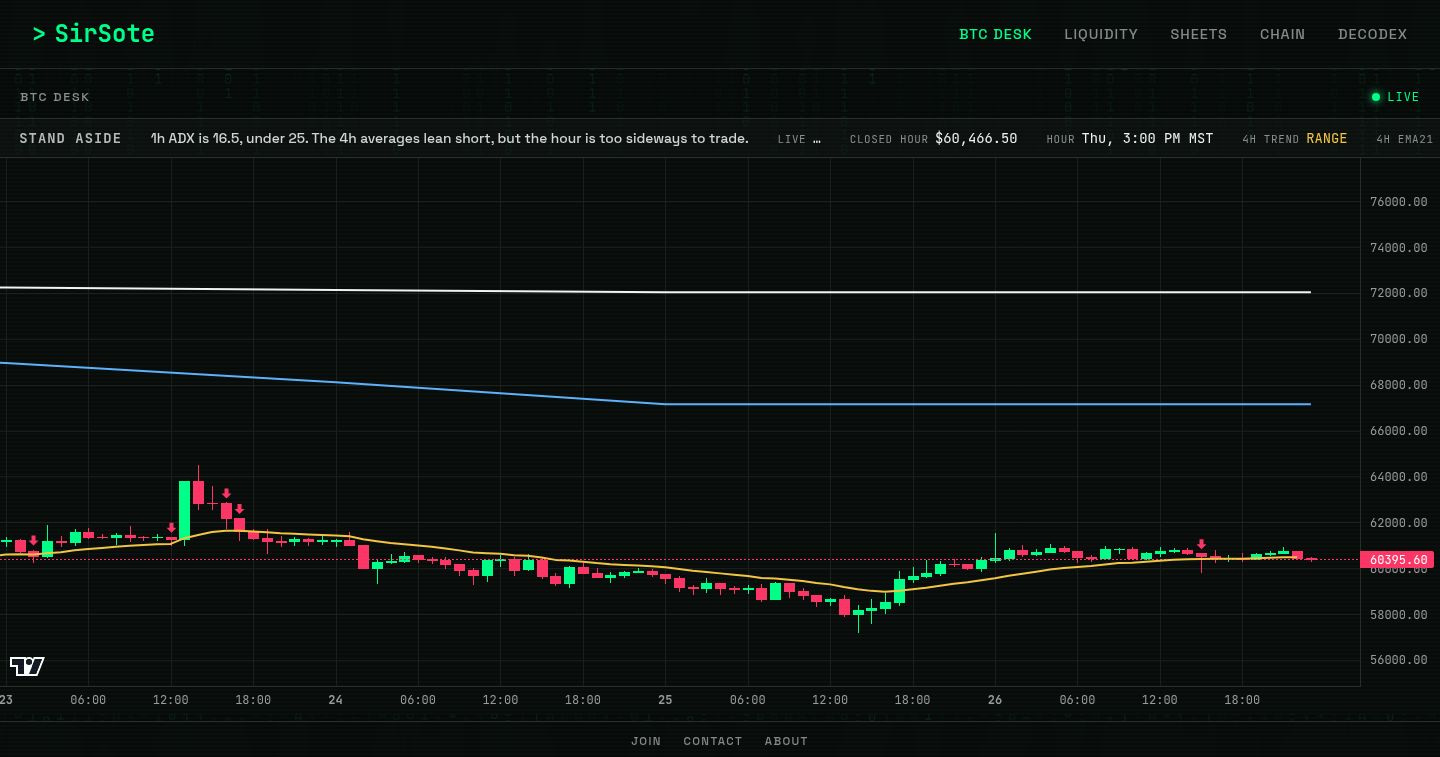 > SirSote
BTC DESK LIQUIDITY SHEETS CHAIN DECODEX
BTC DESK
LIVE
STAND ASIDE 1h ADX is 16.5, under 25. The 4h averages lean short, but the hour is too sideways to trade. LIVE … CLOSED HOUR $60,466.50 HOUR Thu, 3:00 PM MST 4H TREND RANGE 4H EMA21
76000.00
74000.00
72000.00
70000.00
68000.00
66000.00
64000.00
62000.00
60395.60
60000.00
58000.00
56000.00
23 06:00 12:00 18:00 24 06:00 12:00 18:00 25 06:00 12:00 18:00 26 06:00 12:00 18:00
JOIN CONTACT ABOUT